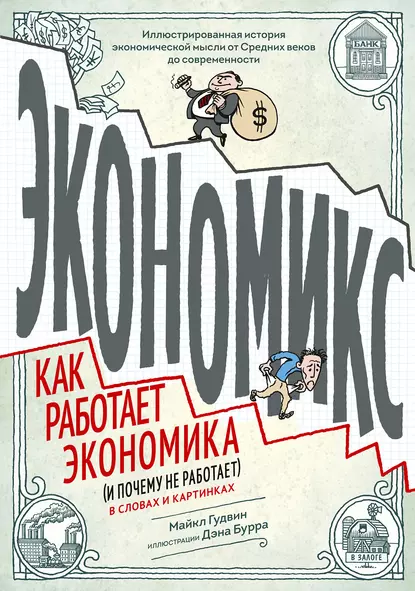 Иллюстрированная история
экономической мысли от Средних веков
до современности
БАНК
$
ЭКОНОМИКС
КАК
РАБОТАЕТ
ЭКОНОМИКА
(И ПОЧЕМУ НЕ РАБОТАЕТ)
В СЛОВАХ И КАРТИНКАХ
Майкл Гудвин
ИЛЛЮСТРАЦИИ Дэна Бурра
В ЗАЛОГЕ